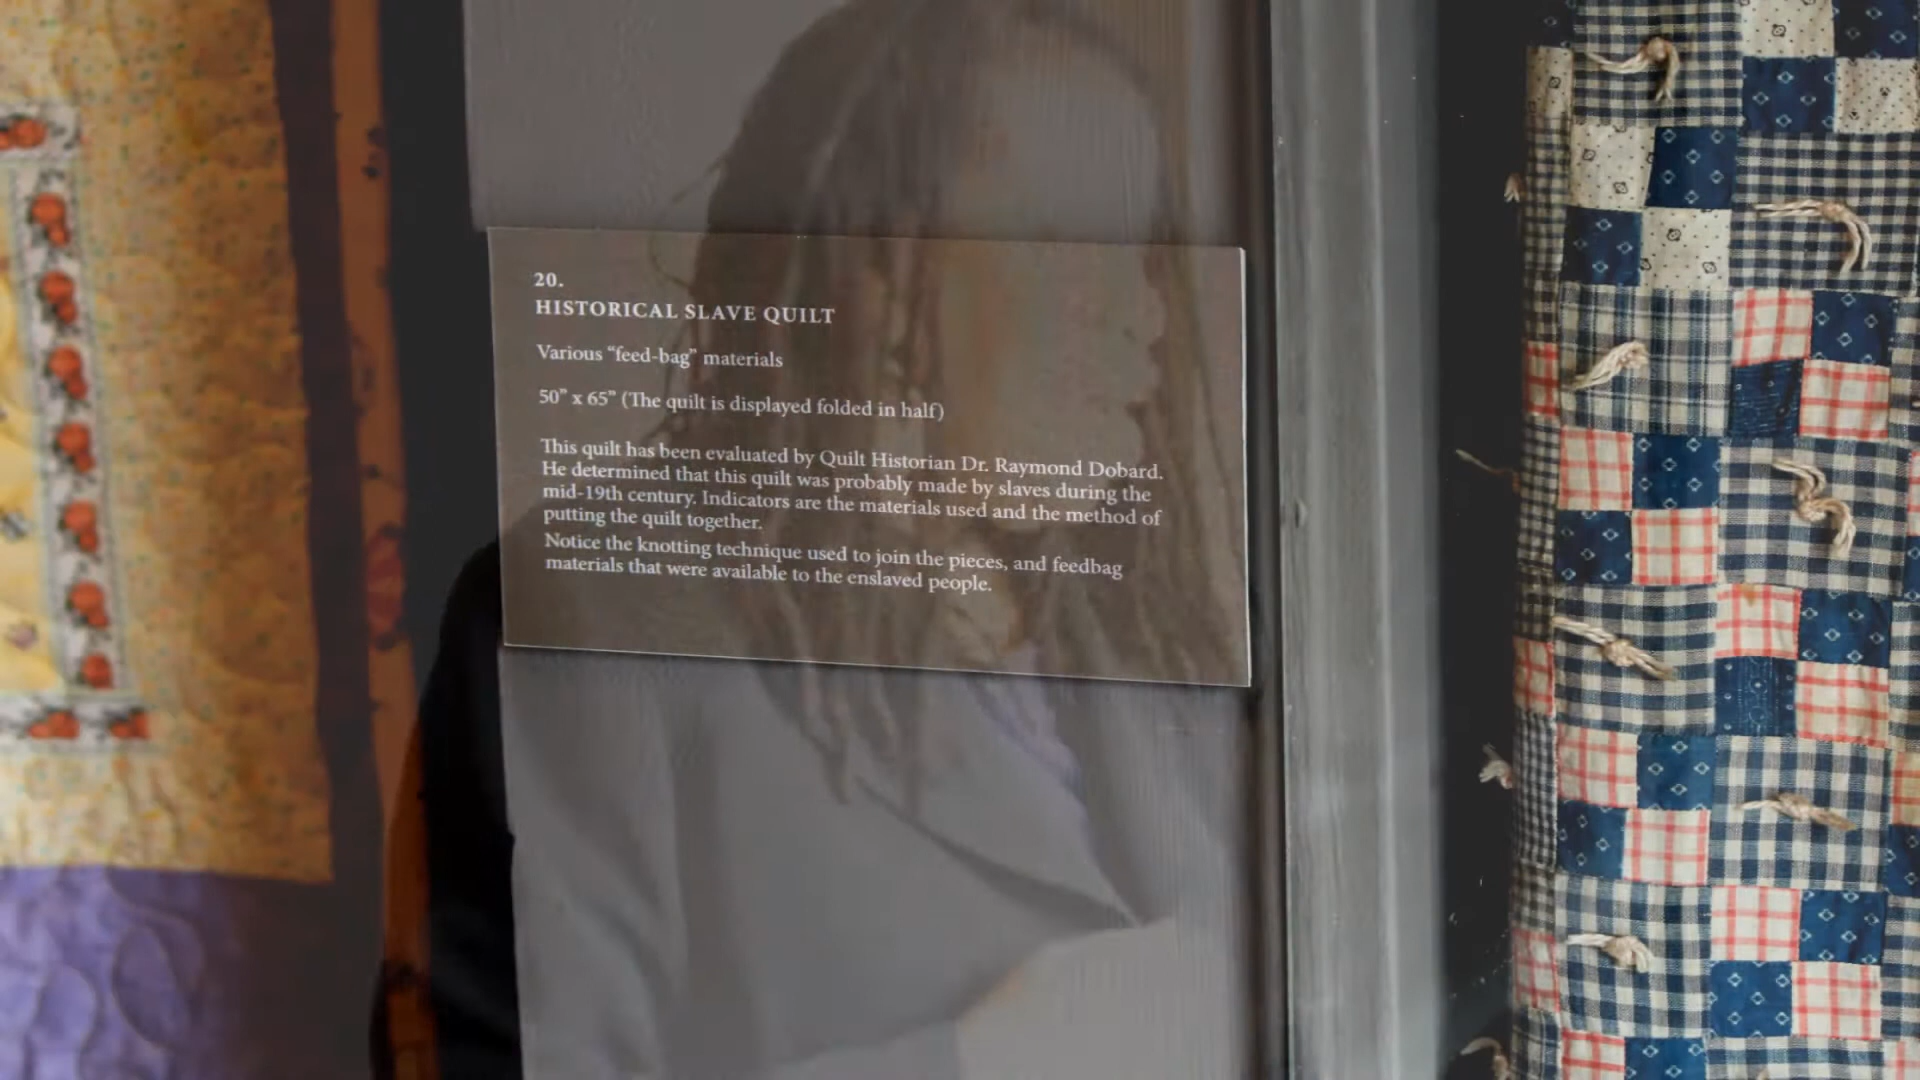 20.
HISTORICAL SLAVE QUILT
Various “feed-bag” materials
50” x 65” (The quilt is displayed folded in half)
This quilt has been evaluated by Quilt Historian Dr. Raymond Dobard.
He determined that this quilt was probably made by slaves during the
mid-19th century. Indicators are the materials used and the method of
putting the quilt together.
Notice the knotting technique used to join the pieces, and feedbag
materials that were available to the enslaved people.